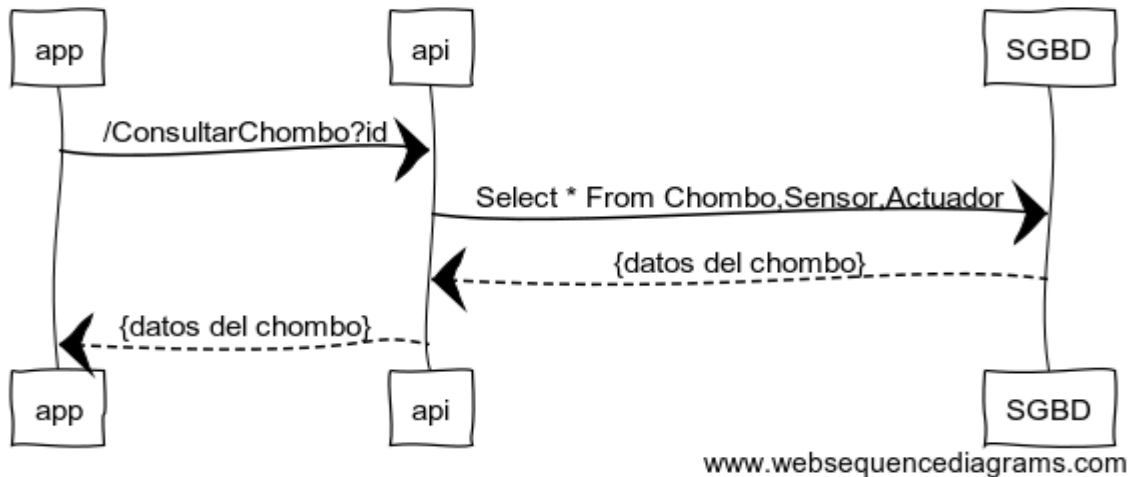 app
api
SGBD
/ConsultarChombo?id
Select * From Chombo,Sensor,Actuador
{datos del chombo}
{datos del chombo}
app
api
SGBD
www.websequencediagrams.com